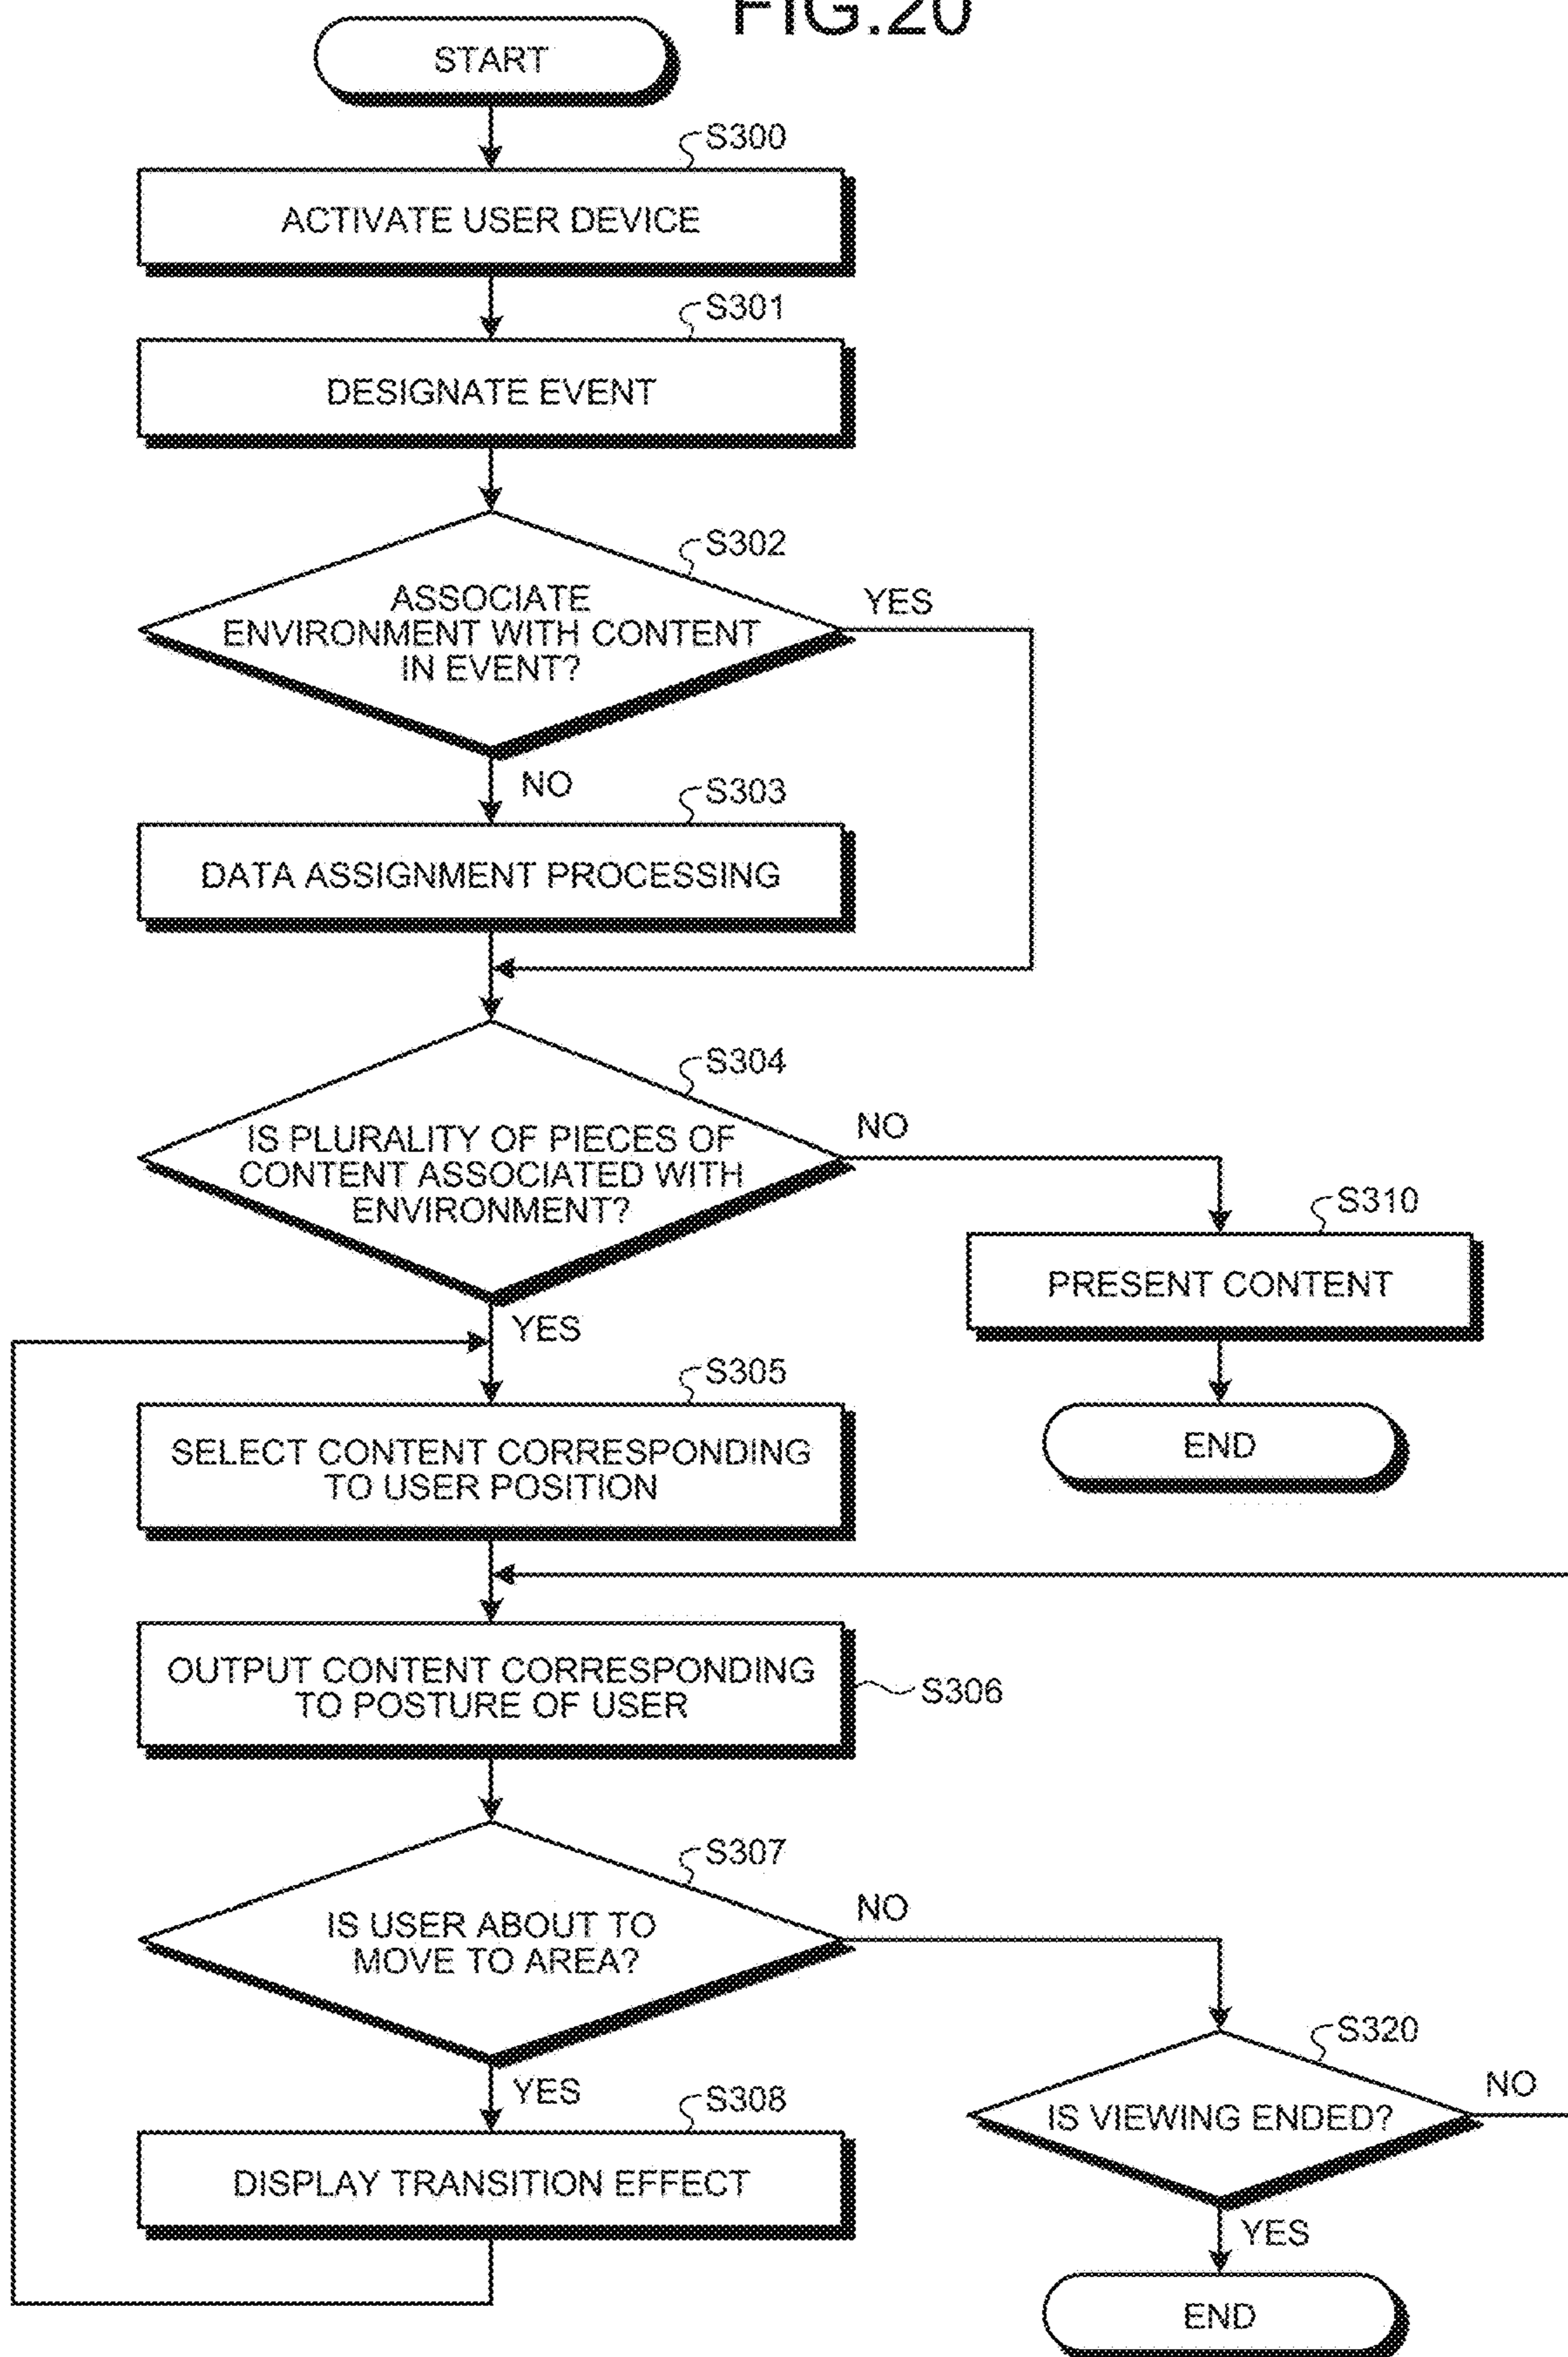 FIG.20
START
S300
ACTIVATE USER DEVICE
S301
DESIGNATE EVENT
S302
ASSOCIATE
ENVIRONMENT WITH CONTENT
IN EVENT?
YES
NO
S303
DATA ASSIGNMENT PROCESSING
S304
IS PLURALITY OF PIECES OF
CONTENT ASSOCIATED WITH
ENVIRONMENT?
NO
S310
PRESENT CONTENT
END
YES
S305
SELECT CONTENT CORRESPONDING
TO USER POSITION
OUTPUT CONTENT CORRESPONDING
TO POSTURE OF USER
S306
S307
IS USER ABOUT TO
MOVE TO AREA?
NO
S320
IS VIEWING ENDED?
NO
YES
S308
DISPLAY TRANSITION EFFECT
YES
END